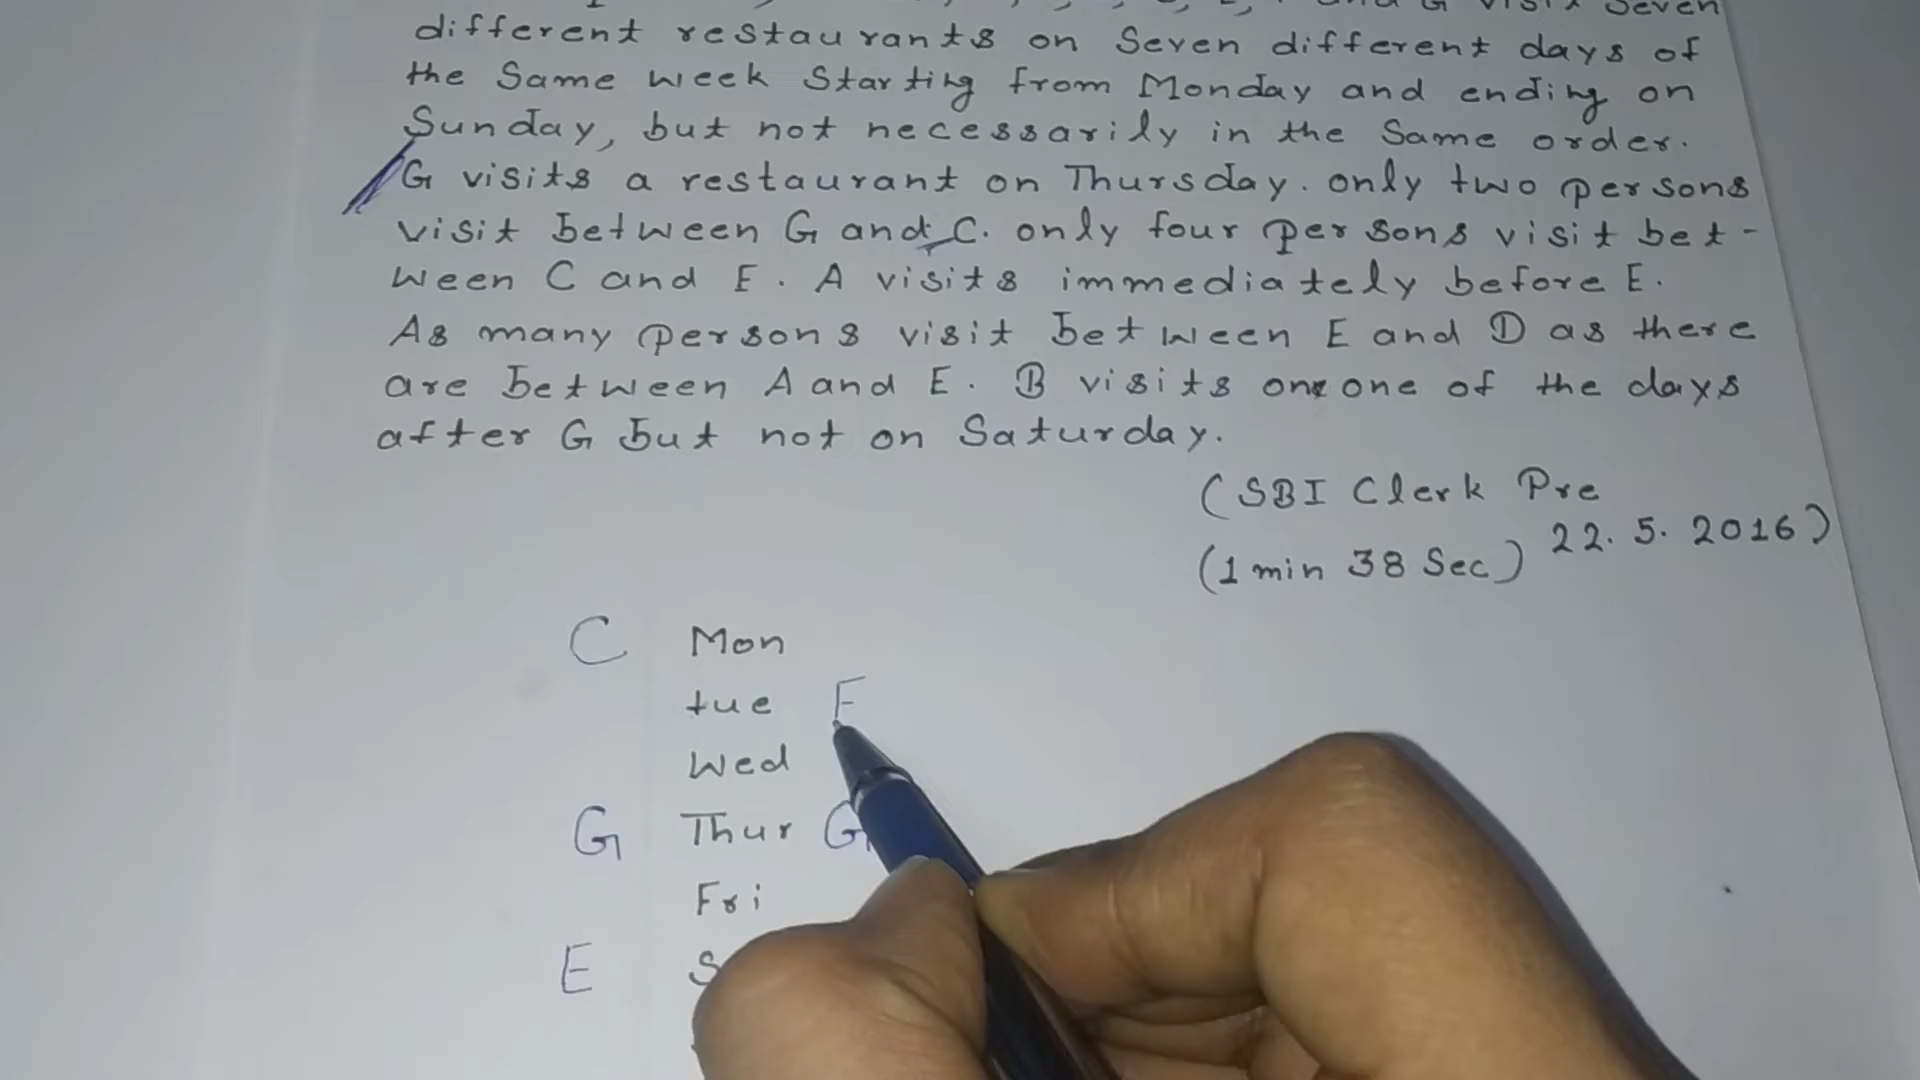 and G visit Seven
different restaurants on Seven different days of
the Same week Starting from Monday and ending on
Sunday, but not necessarily in the Same order.
G visits a restaurant on Thursday. only two persons
visit between G and C. only four persons visit bet-
ween C and E. A visits immediately before E.
As many persons visit between E and D as there
are between A and E. B visits on one of the days
after G but not on Saturday.
(SBI Clerk Pre
22. 5. 2016)
(1 min 38 Sec)
C Mon
tue E
Wed
G Thur G
Fri
E S